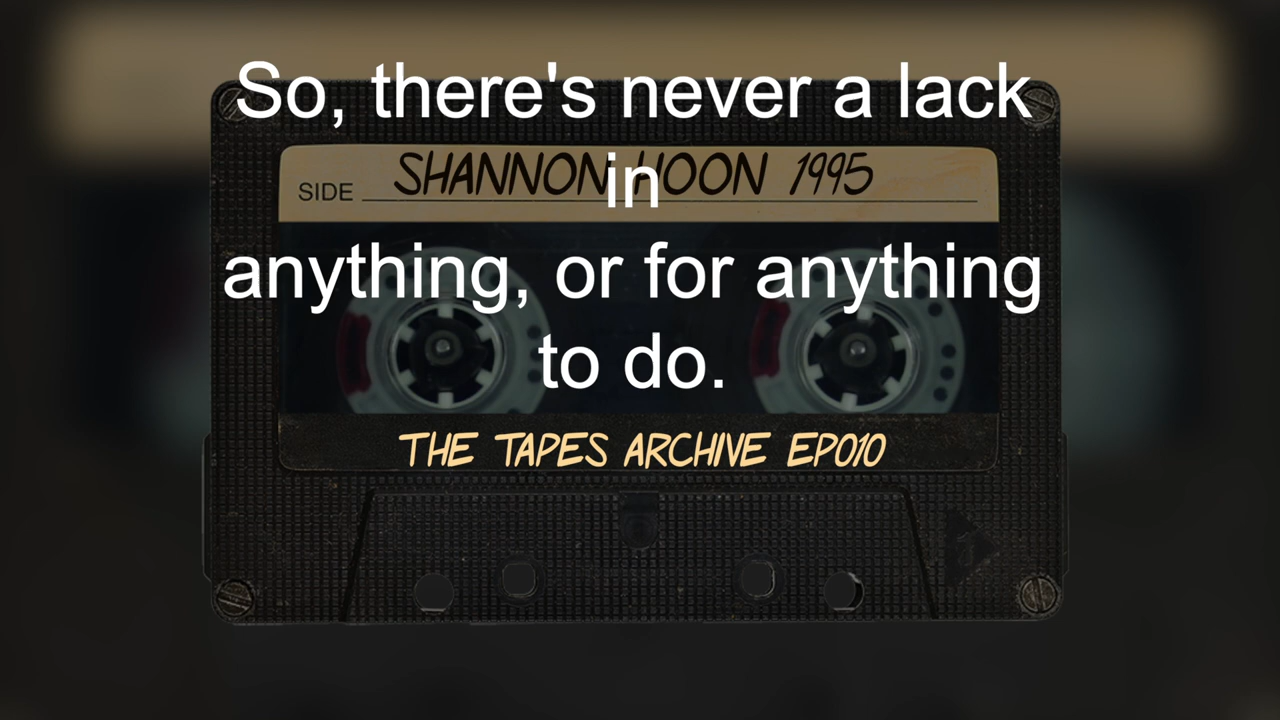 So, there's never a lack
SIDE SHANNON HOON 1995
in
anything, or for anything
to do.
THE TAPES ARCHIVE EP010